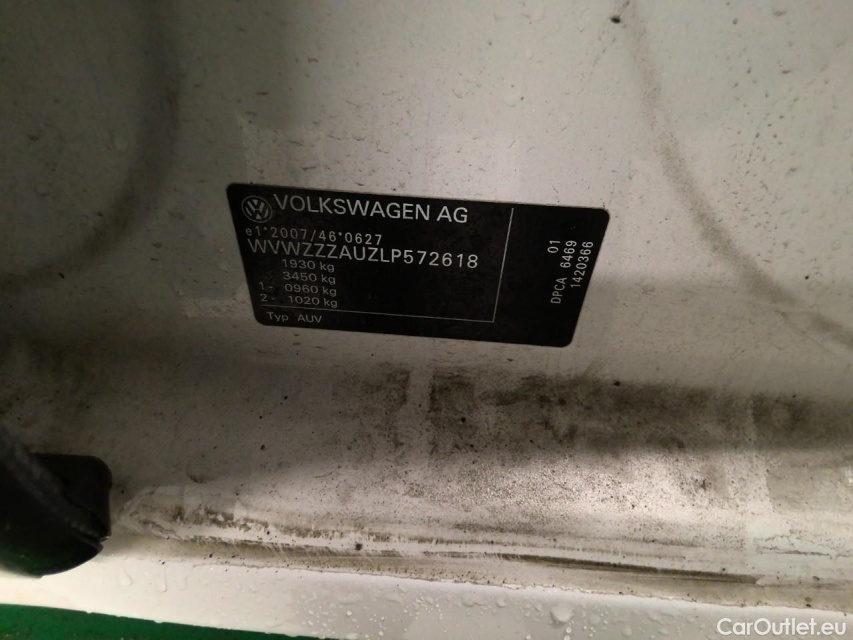 VOLKSWAGEN AG
e1*2007/46*0627
WVWZZZAUZLP572618
1930 kg
3450 kg
1- 0960 kg
2- 1020 kg
Typ AUV
01
DPCA 6469
1420366
CarOutlet.eu